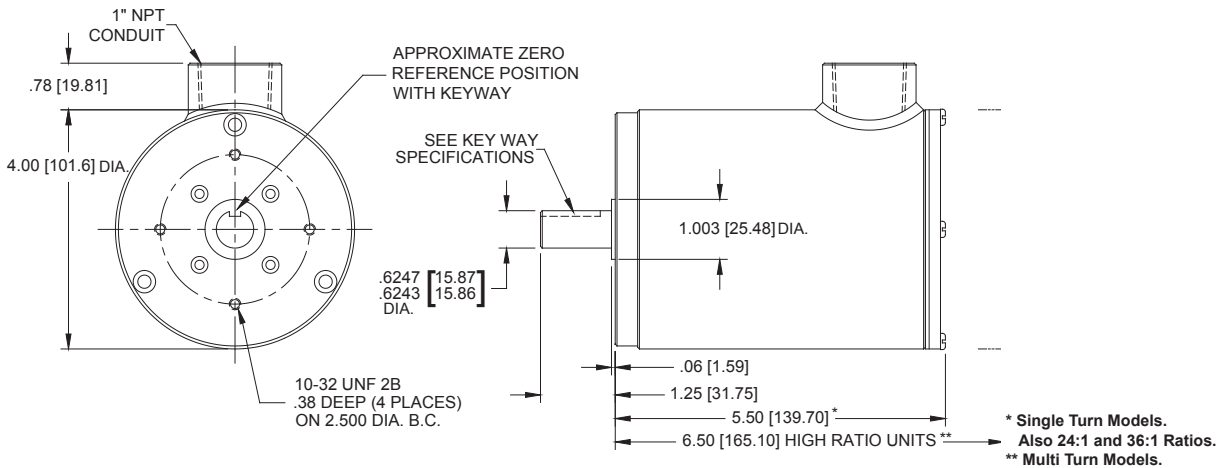 1" NPT
CONDUIT
.78 [19.81]
4.00 [101.6] DIA.
APPROXIMATE ZERO
REFERENCE POSITION
WITH KEYWAY
SEE KEY WAY
SPECIFICATIONS
1.003 [25.48] DIA.
.6247 [15.87]
.6243 [15.86]
DIA.
10-32 UNF 2B
.38 DEEP (4 PLACES)
ON 2.500 DIA. B.C.
.06 [1.59]
1.25 [31.75]
5.50 [139.70] *
6.50 [165.10] HIGH RATIO UNITS **
* Single Turn Models.
Also 24:1 and 36:1 Ratios.
** Multi Turn Models.